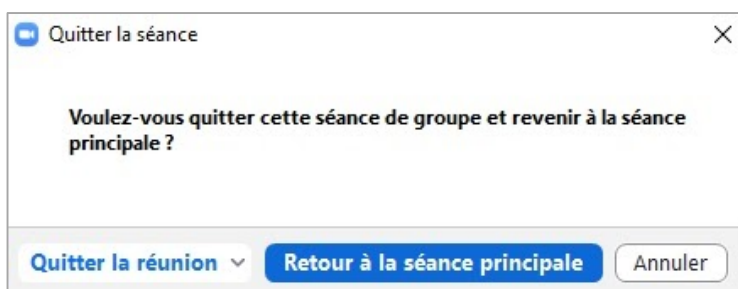 Quitter la séance
Voulez-vous quitter cette séance de groupe et revenir à la séance
principale ?
Quitter la réunion Retour à la séance principale Annuler